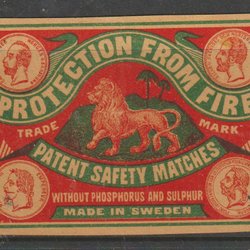 PROTECTION FROM FIRE
TRADE MARK
PATENT SAFETY MATCHES
WITHOUT PHOSPHORUS AND SULPHUR
MADE IN SWEDEN